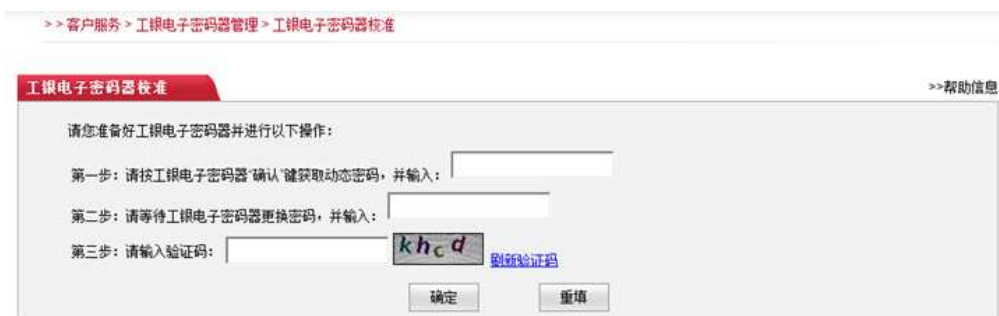 >>客户服务>工银电子密码器管理>工银电子密码器校准
工银电子密码器校准
>>帮助信息
请您准备好工银电子密码器并进行以下操作：
第一步：请按工银电子密码器“确认”键获取动态密码，并输入：
第二步：请等待工银电子密码器更换密码，并输入：
第三步：请输入验证码： khcd 刷新验证码
确定 重填